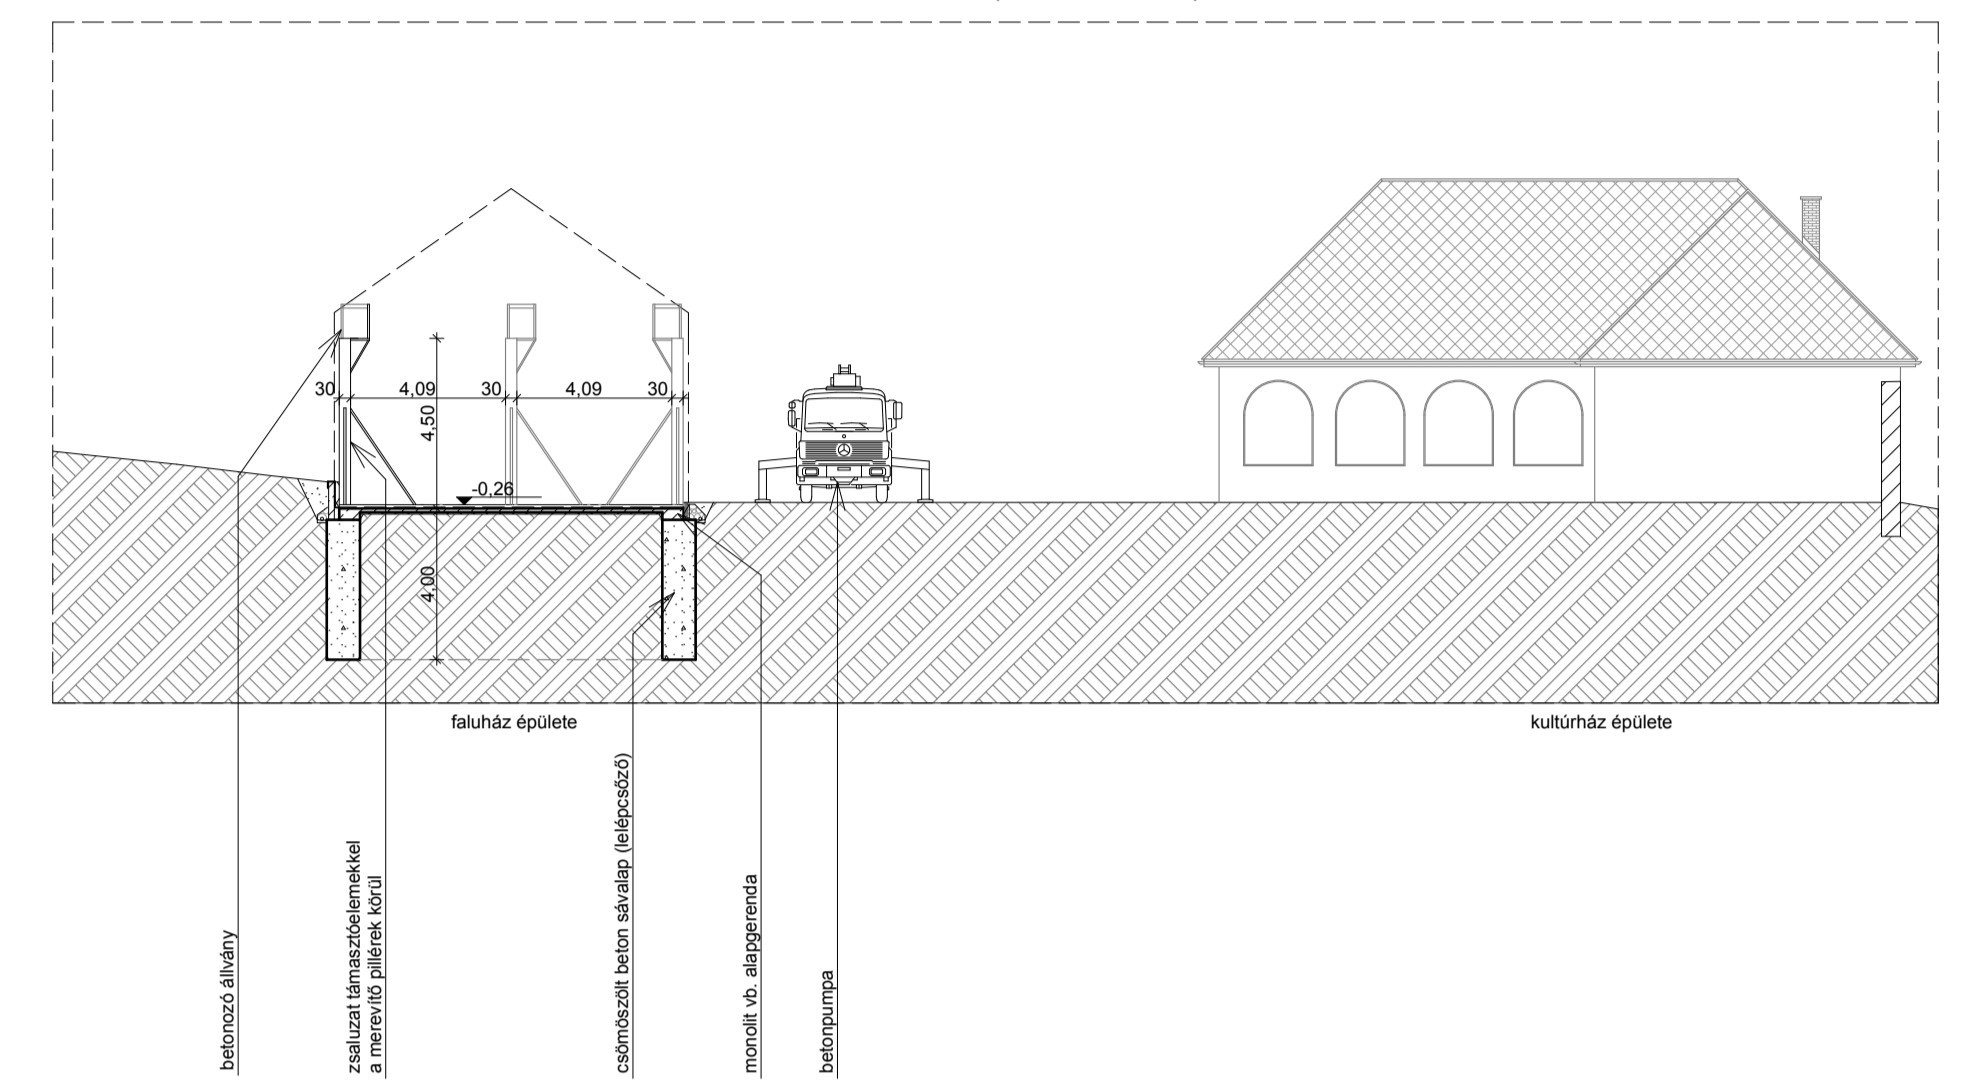 30
4,09
30
4,09
30
4,50
-0,26
4,00
faluház épülete
kultúrház épülete
betonozó állvány
zsaluzat támasztóelemekkel
a merevítő pillérek körül
csömöszölt beton sávalap (lelépcsőző)
monolit vb. alapgerenda
betonpumpa